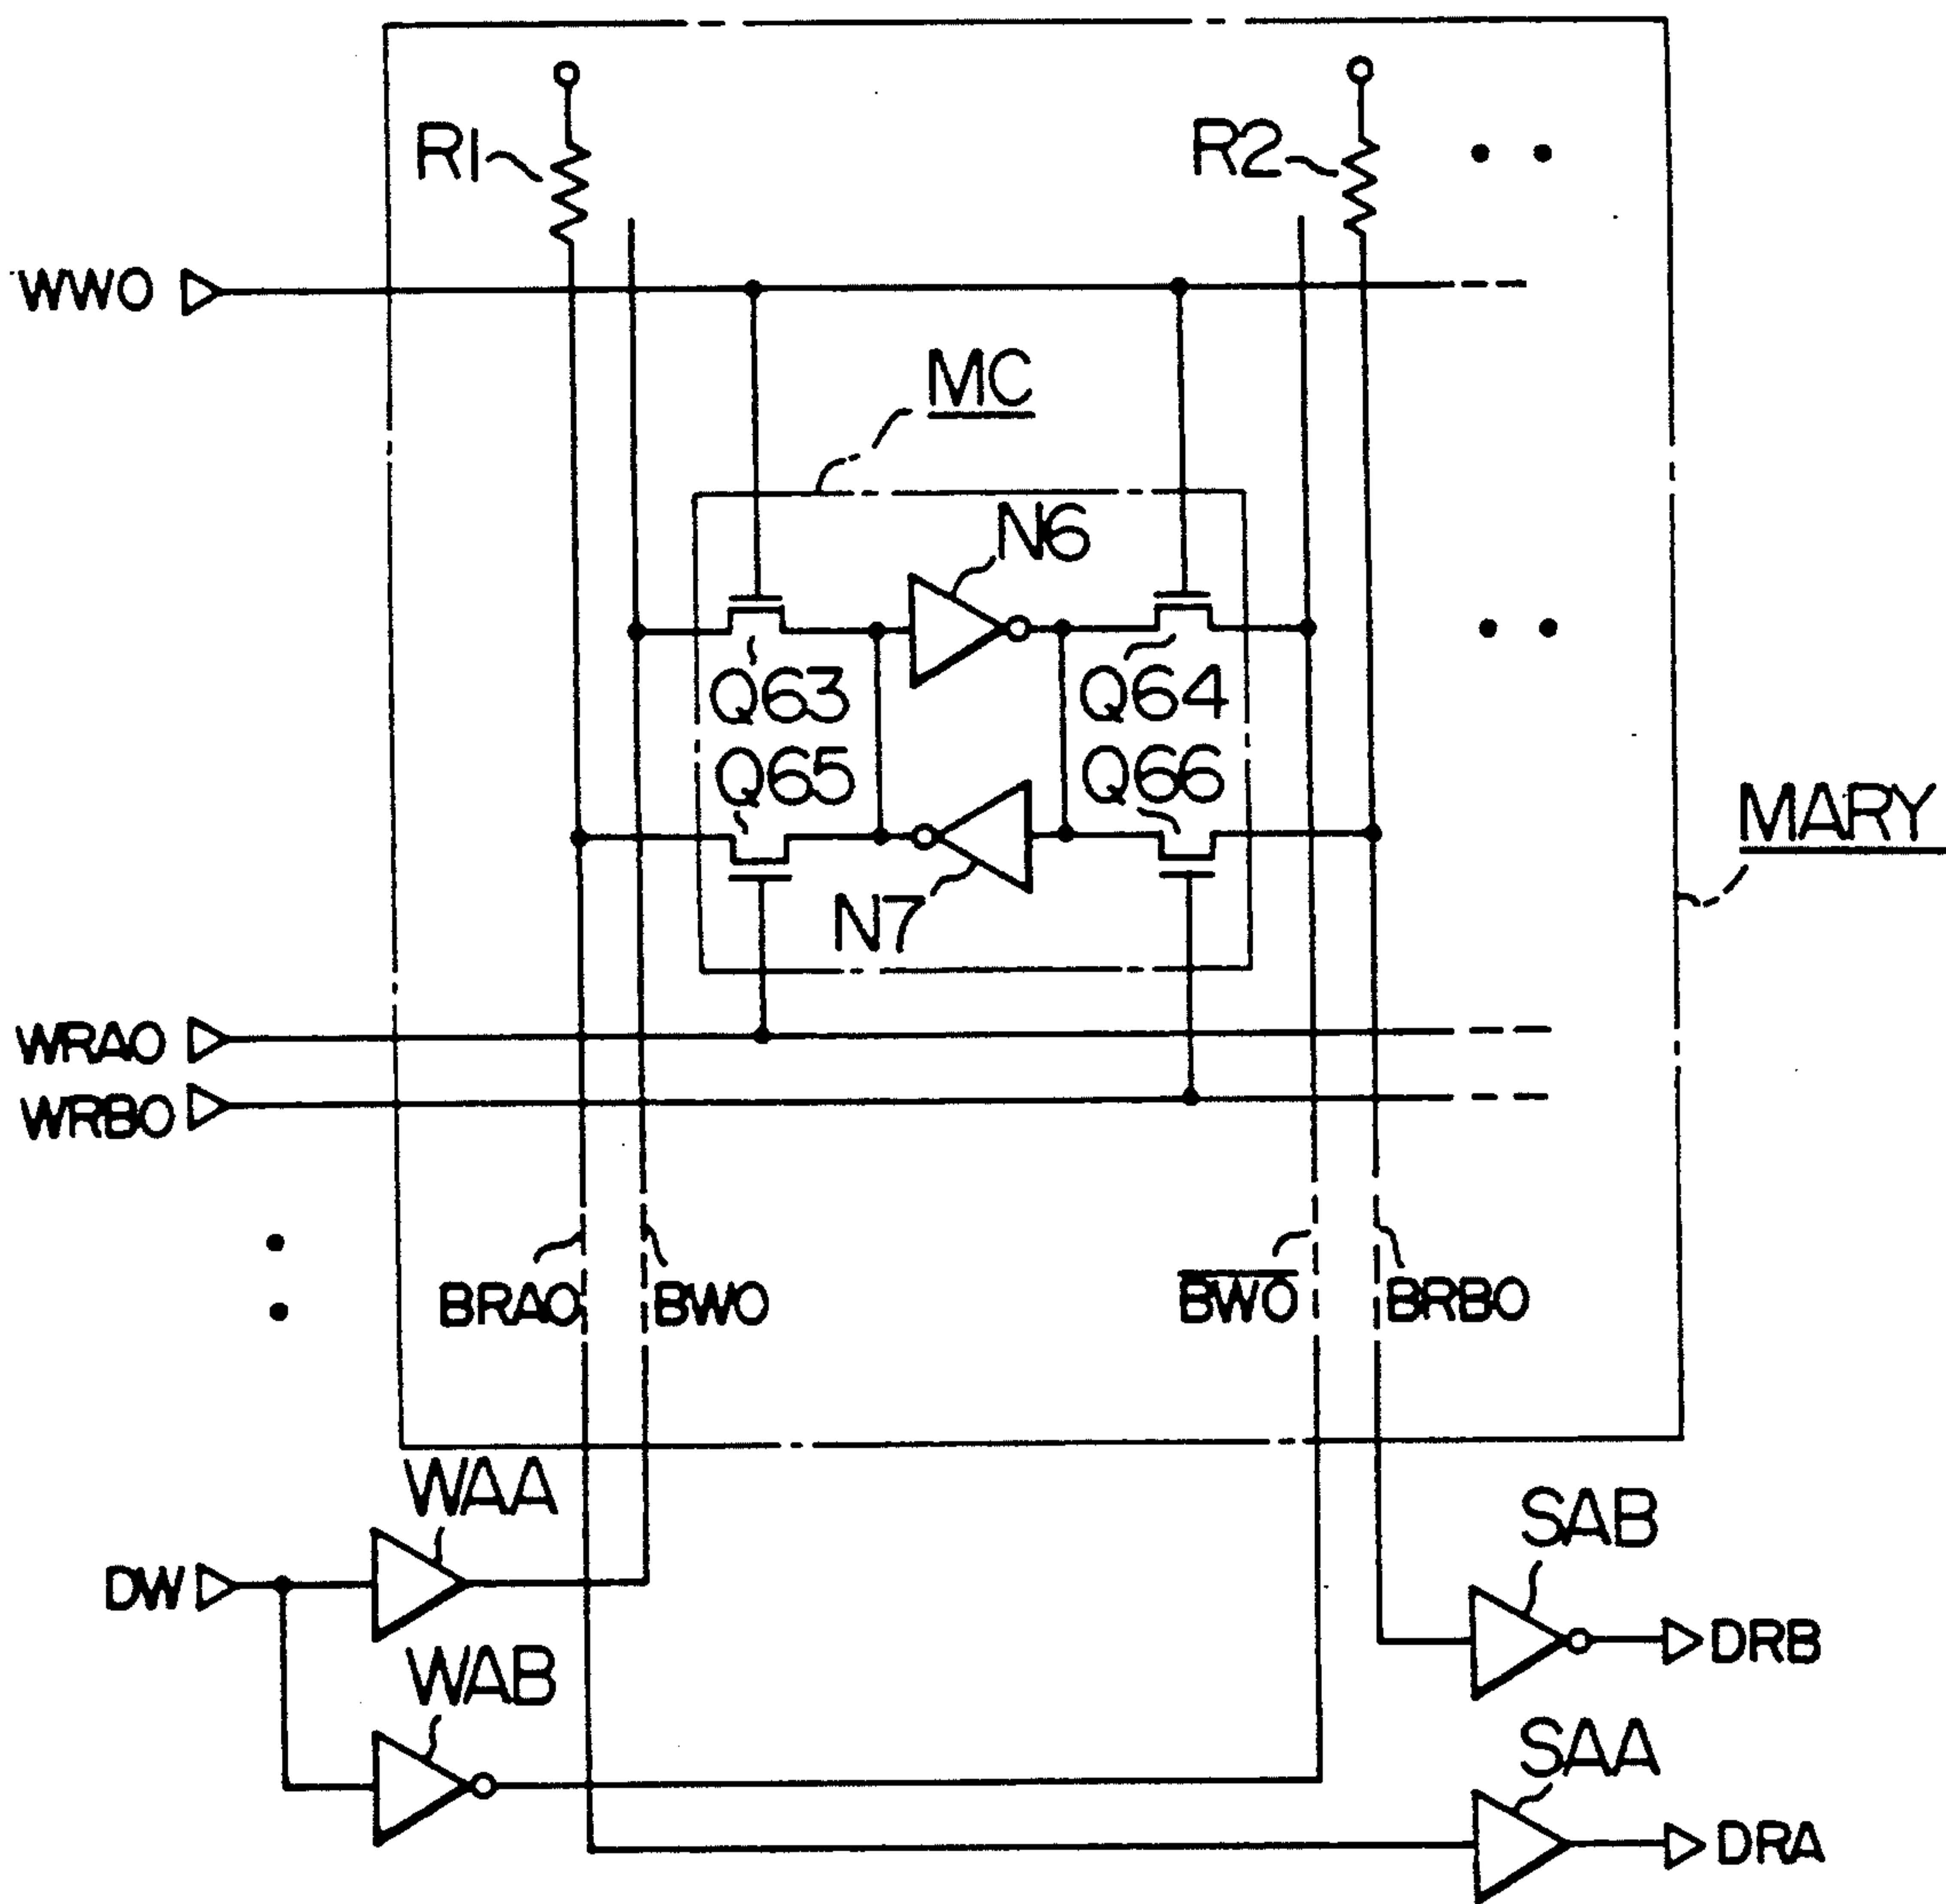 R1
R2
WW0
MC
N6
Q63
Q64
Q65
Q66
MARY
N7
WRA0
WRB0
BRA0
BW0
B̅W̅0̅
BRB0
WAA
SAB
DW
DRB
WAB
SAA
DRA